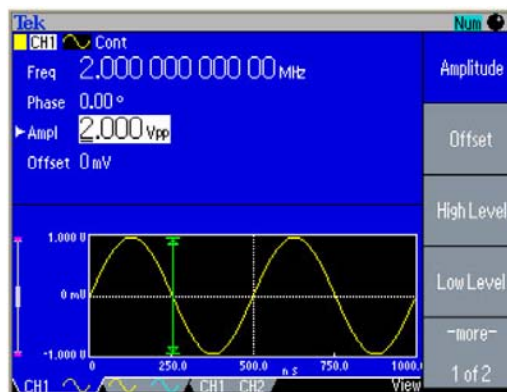 Tek
Num
CH1 Cont
Freq 2.000 000 000 00 MHz
Phase 0.00 °
Ampl 2.000 Vpp
Offset 0 mV
Amplitude
Offset
High Level
Low Level
-more-
1 of 2
1.000 U
0 mU
-1.000 U
0 250.0 500.0 750.0 1000.0
n s
CH1 CH1 CH2 View